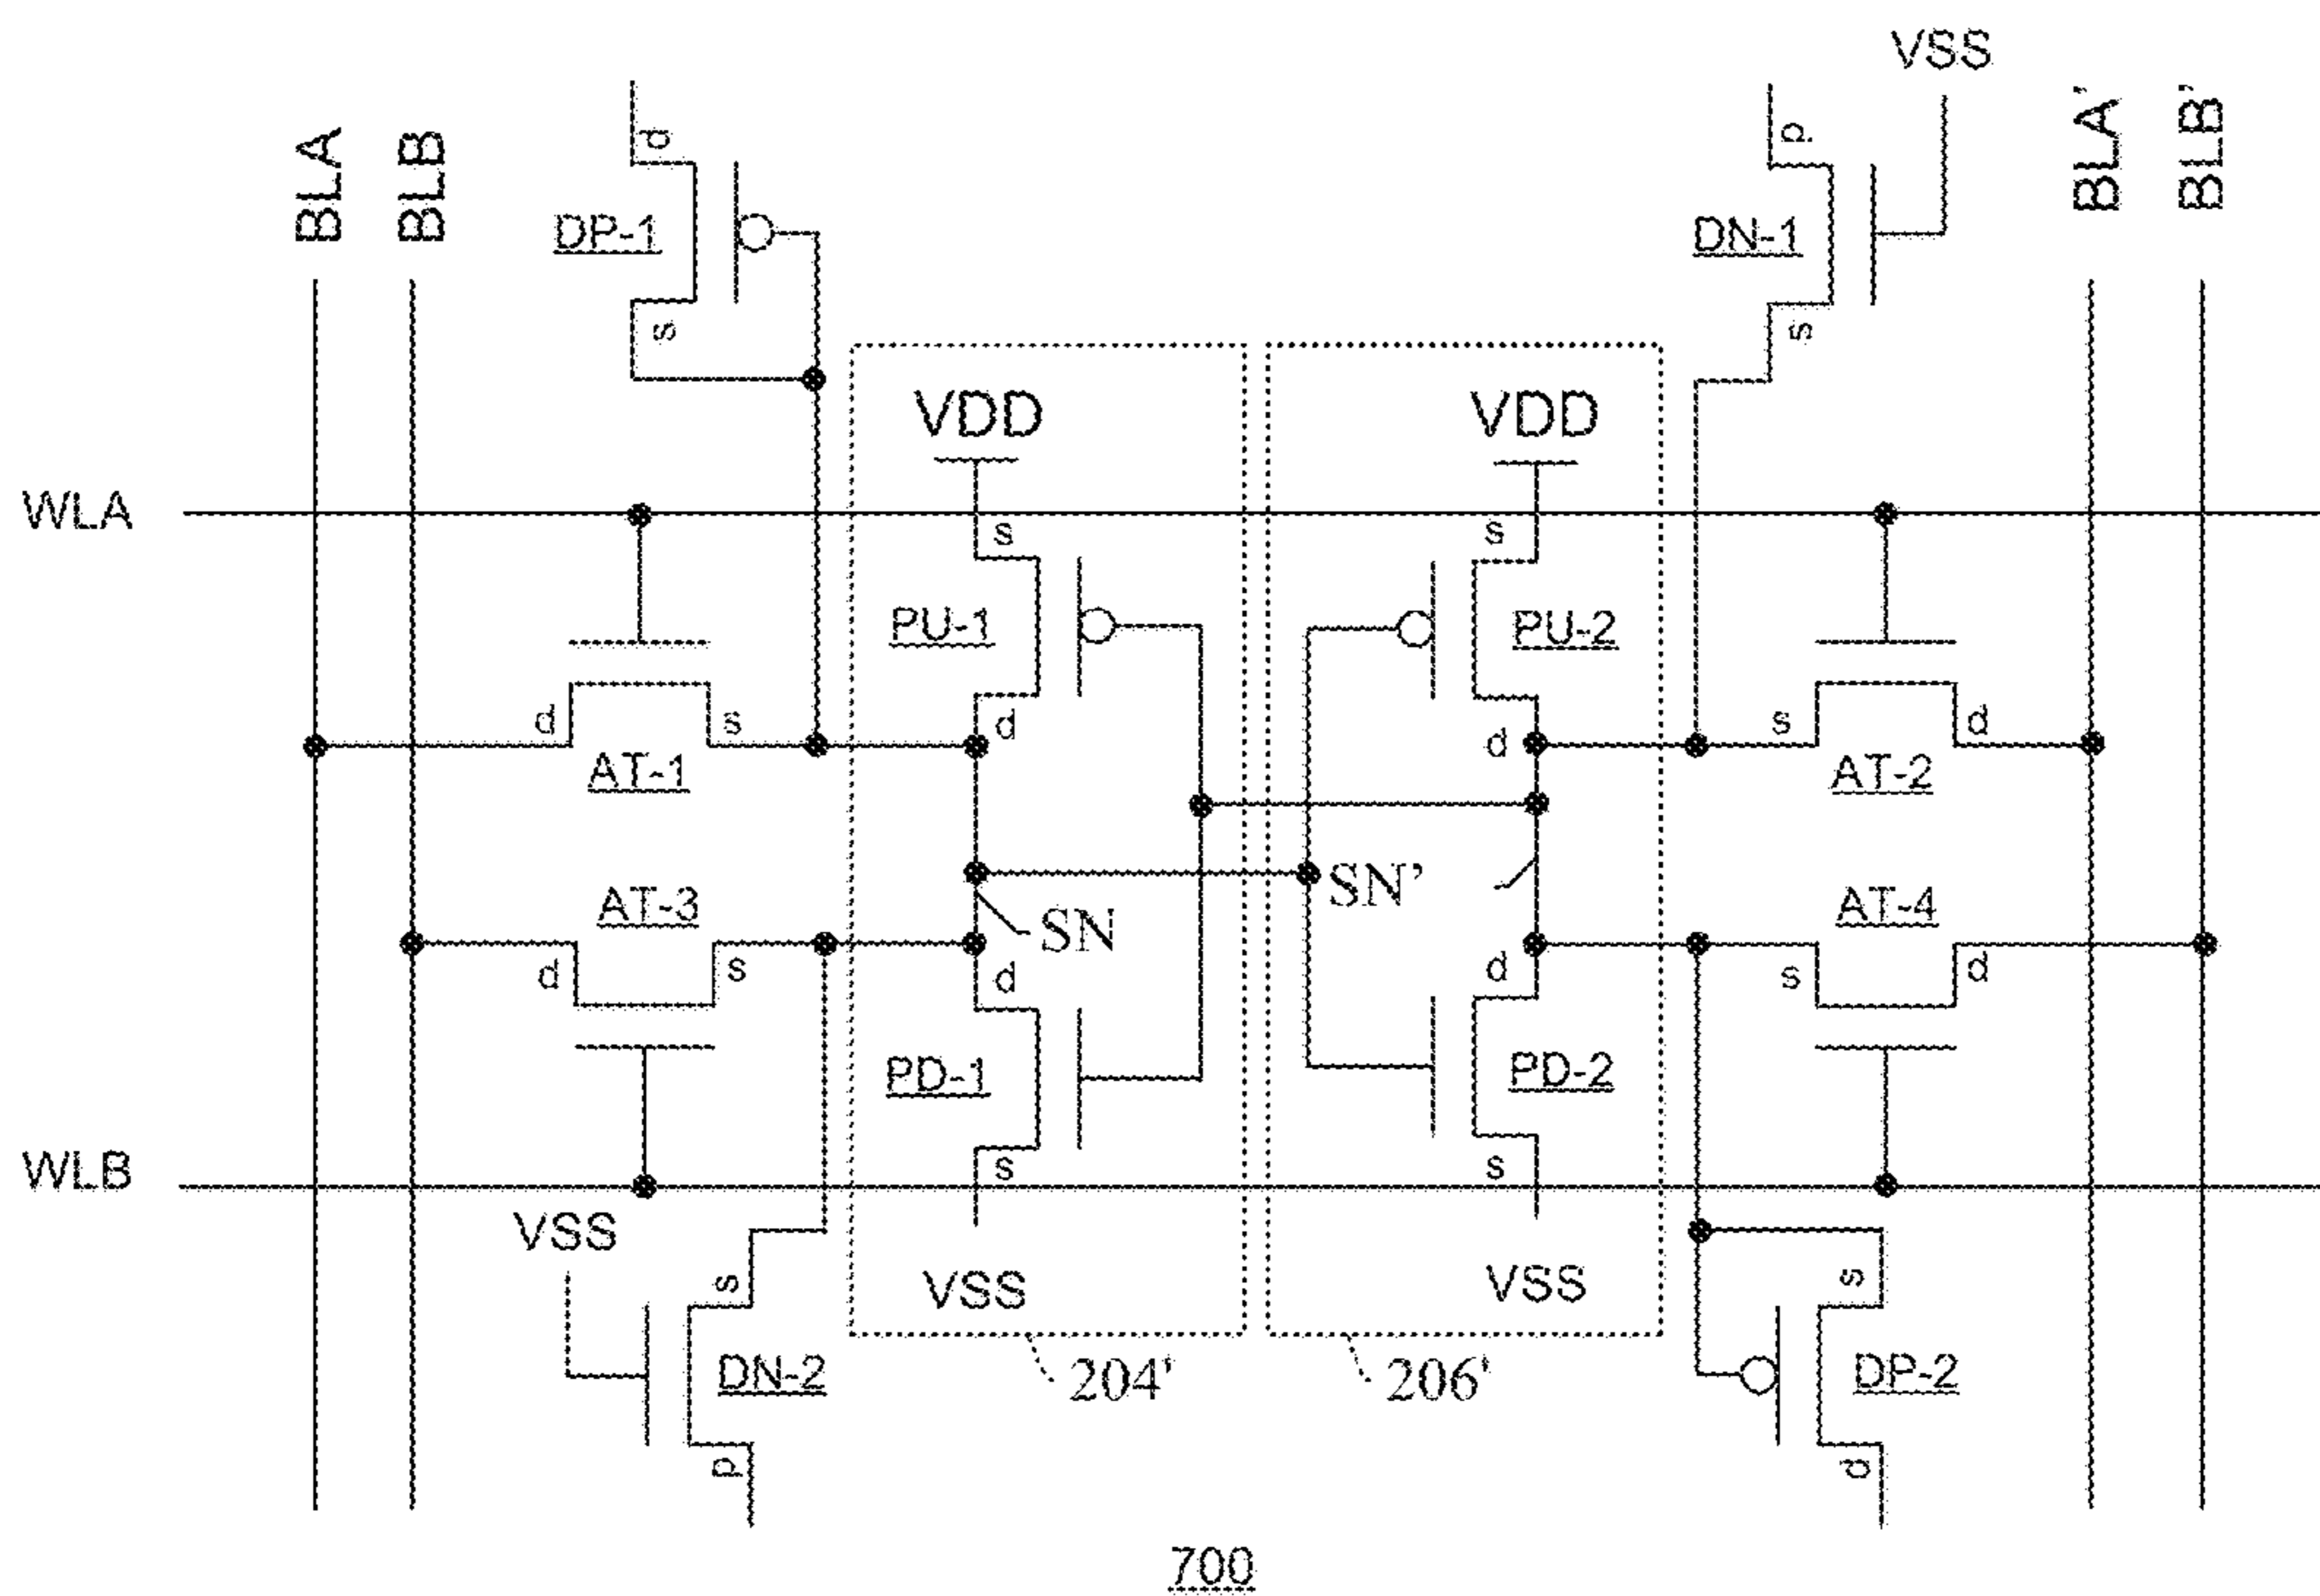 VSS
BLA
BLB
BLA'
BLB'
d
DP-1
s
d
DN-1
s
VDD
VDD
WLA
s
s
PU-1
PU-2
d
s
d
d
s
d
AT-1
AT-2
SN'
SN
AT-3
AT-4
d
s
d
d
s
d
PD-1
PD-2
WLB
s
s
VSS
VSS
VSS
s
s
DN-2
204'
206'
DP-2
d
d
700